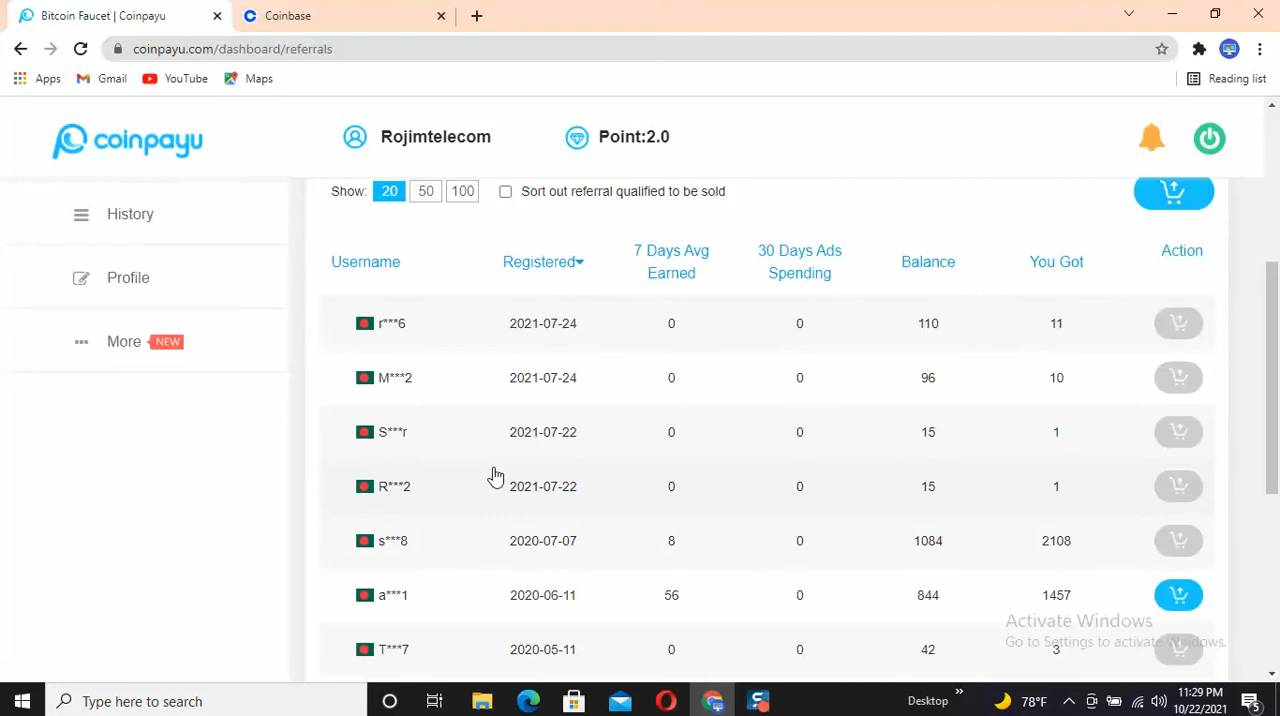 Bitcoin Faucet | Coinpayu
Coinbase
coinpayu.com/dashboard/referrals
Apps Gmail YouTube Maps Reading list
coinpayu Rojimtelecom Point:2.0
Show: 20 50 100 Sort out referral qualified to be sold
History
Profile
More NEW
Username Registered 7 Days Avg Earned 30 Days Ads Spending Balance You Got Action
r***6 2021-07-24 0 0 110 11
M***2 2021-07-24 0 0 96 10
S***r 2021-07-22 0 0 15 1
R***2 2021-07-22 0 0 15 1
s***8 2020-07-07 8 0 1084 2108
a***1 2020-06-11 56 0 844 1457
T***7 2020-05-11 0 0 42 3
Activate Windows
Go to Settings to activate Windows.
Type here to search
Desktop » 78°F 11:29 PM
10/22/2021 5